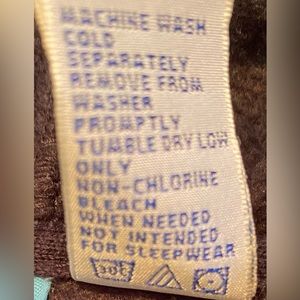 MACHINE WASH
COLD
SEPARATELY
REMOVE FROM
WASHER
PROMPTLY
TUMBLE DRY LOW
ONLY
NON-CHLORINE
BLEACH
WHEN NEEDED
NOT INTENDED
FOR SLEEPWEAR
30C